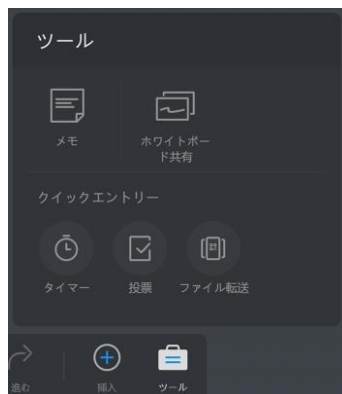 ツール
メモ
ホワイトボー
ド共有
クイックエントリー
タイマー
投票
ファイル転送
進む
挿入
ツール